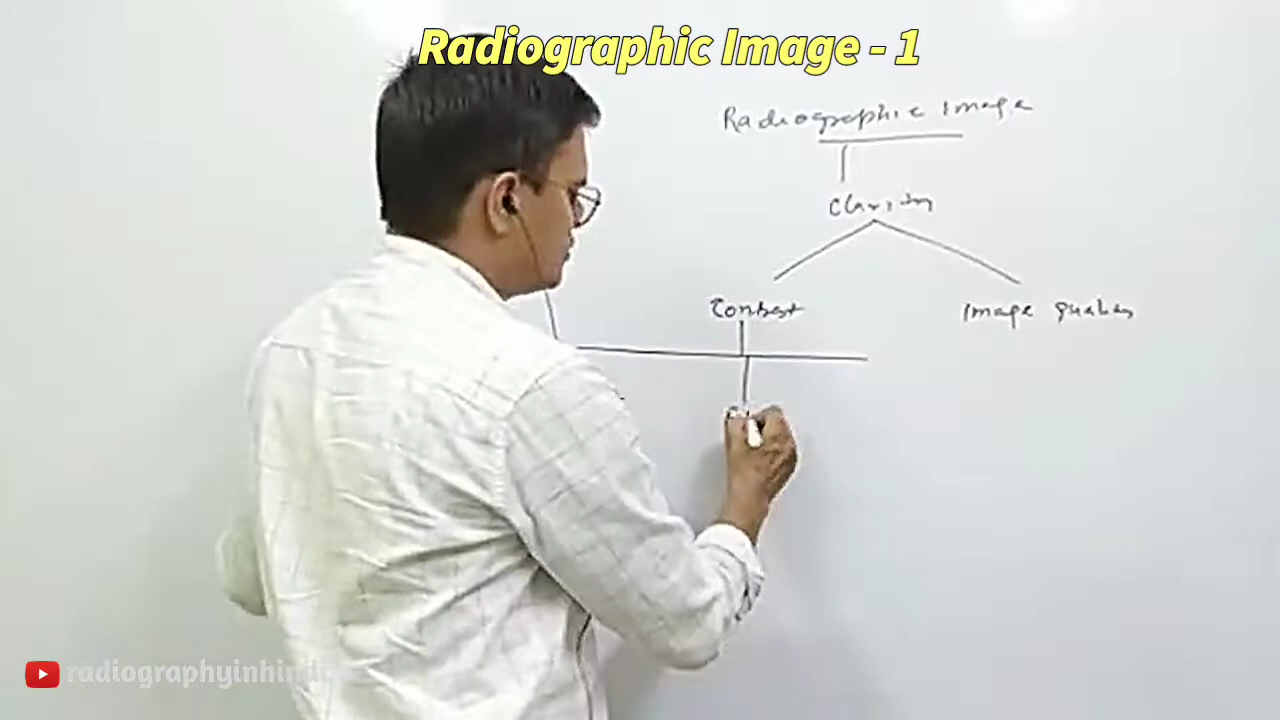 Radiographic Image - 1
Radiographic image
Clarity
Contrast
Image quality
radiographyinhindi